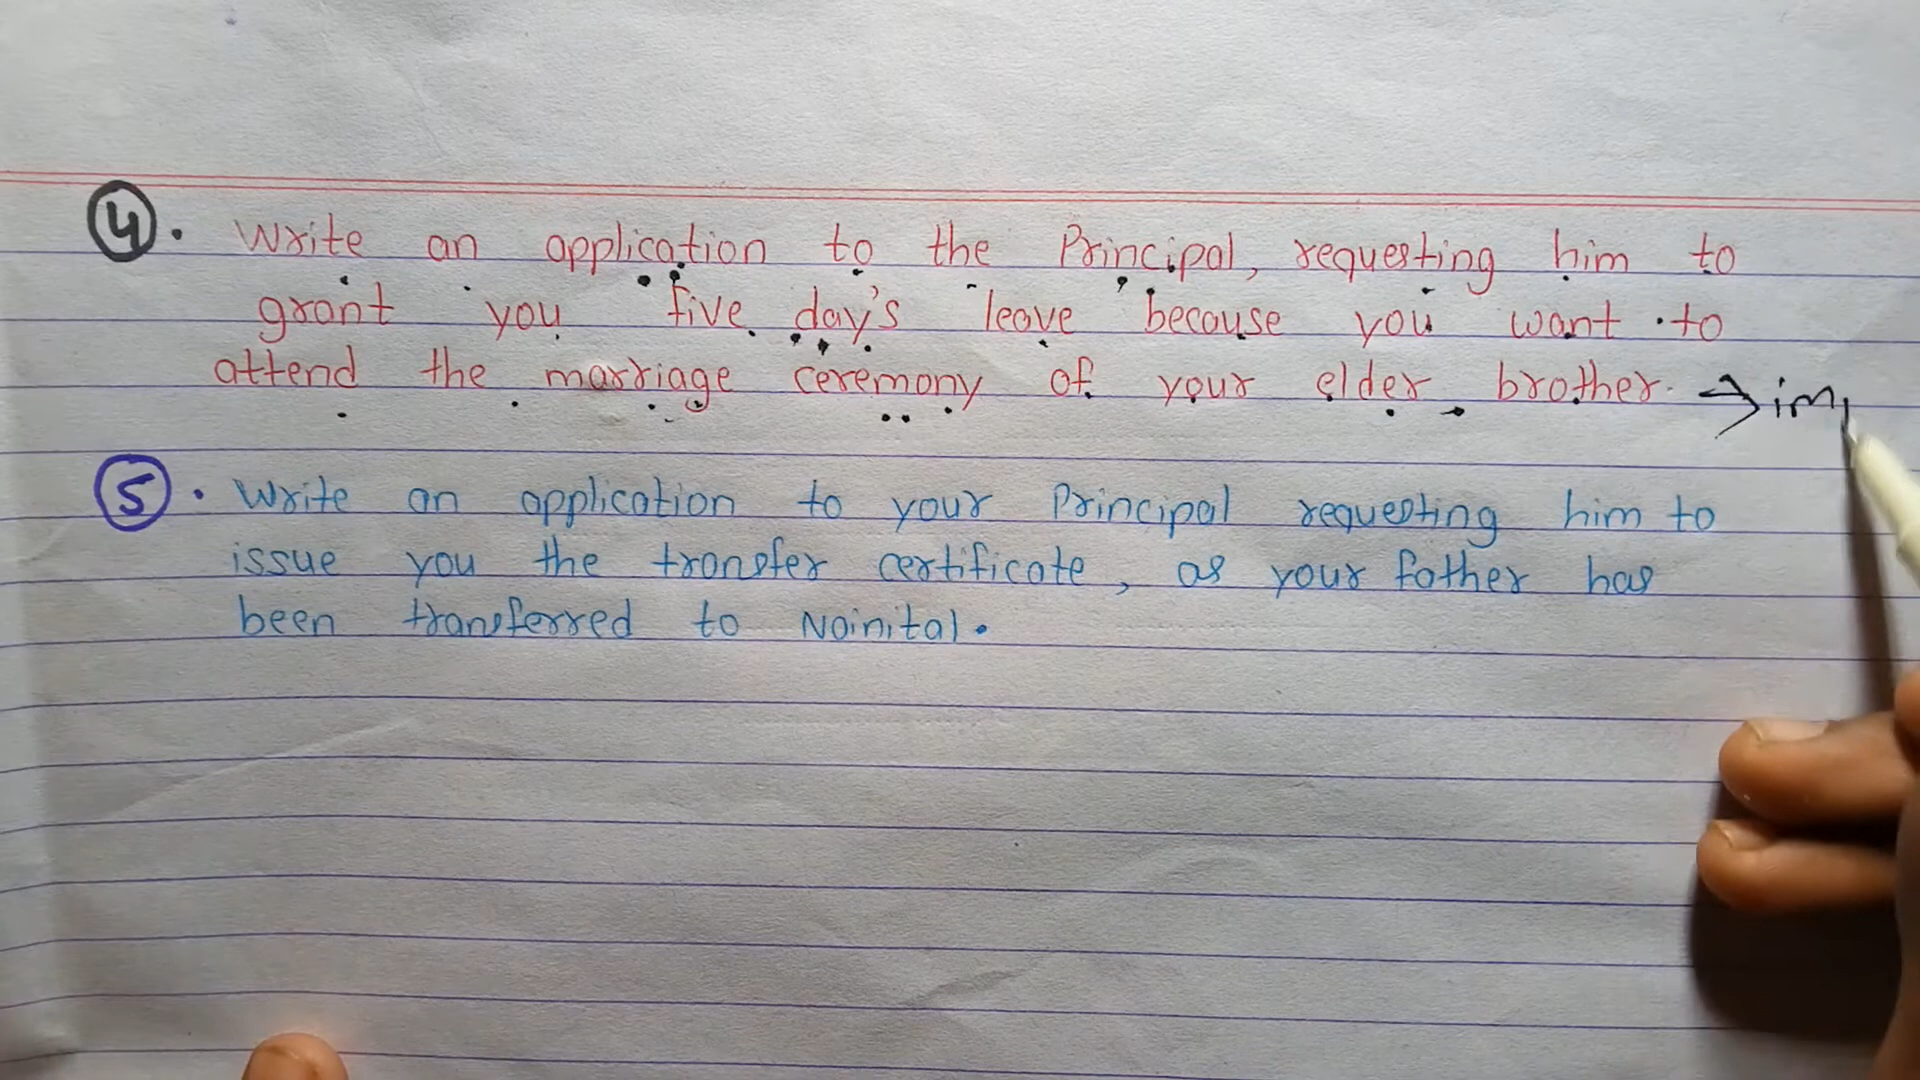 4. Write an application to the Principal, requesting him to
grant you five day's leave because you want to
attend the marriage ceremony of your elder brother. → im
5. Write an application to your Principal requesting him to
issue you the transfer certificate, as your father has
been transferred to Nainital.